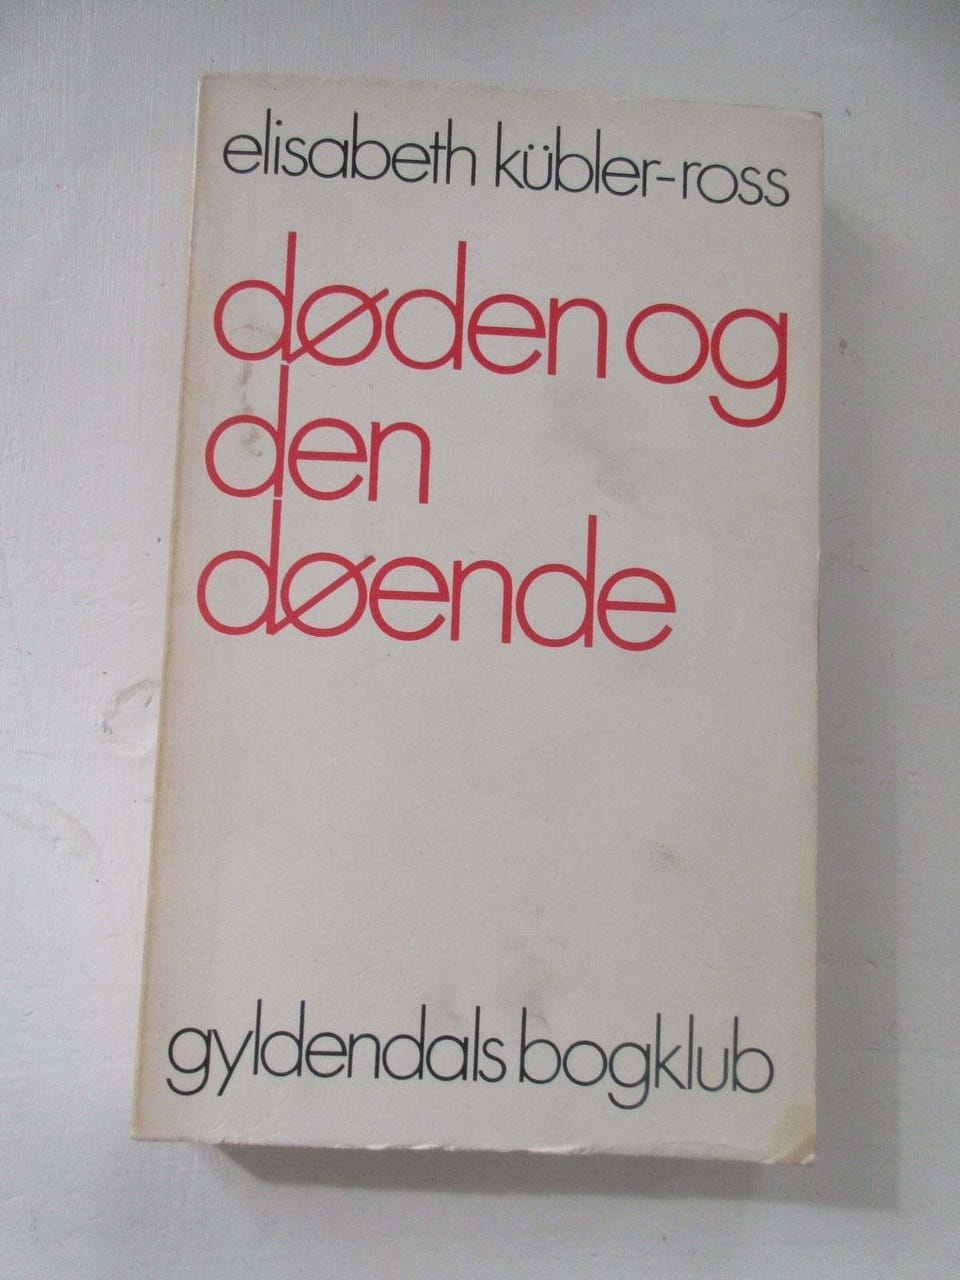 elisabeth kübler-ross
døden og
den
døende
gyldendals bogklub